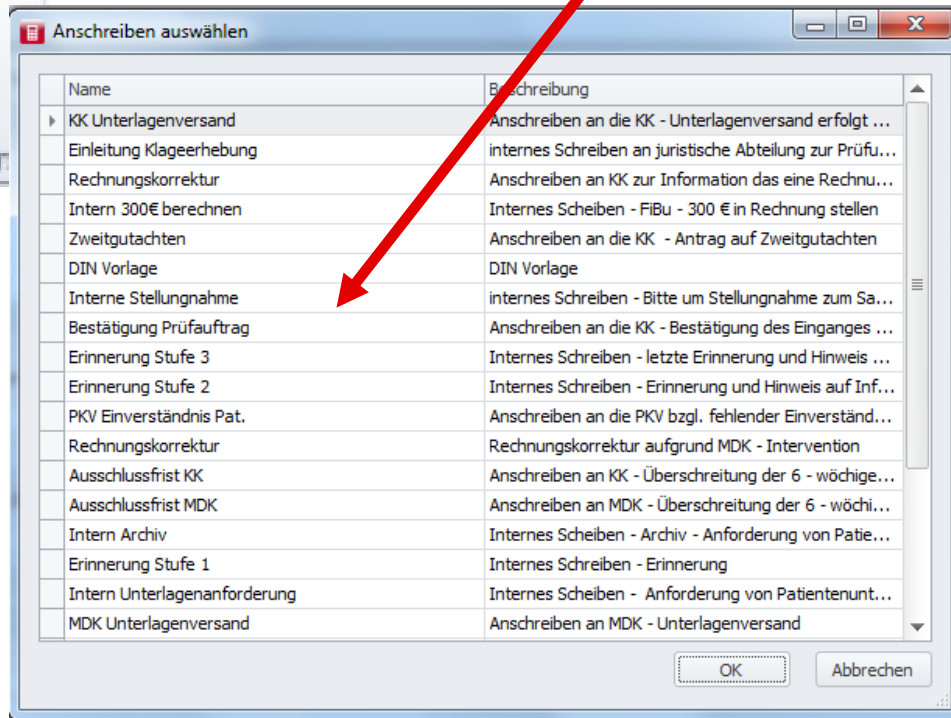 Anschreiben auswählen
Name Beschreibung
KK Unterlagenversand Anschreiben an die KK - Unterlagenversand erfolgt ...
Einleitung Klageerhebung internes Schreiben an juristische Abteilung zur Prüfu...
Rechnungskorrektur Anschreiben an KK zur Information das eine Rechnu...
Intern 300€ berechnen Internes Scheiben - FiBu - 300 € in Rechnung stellen
Zweitgutachten Anschreiben an die KK - Antrag auf Zweitgutachten
DIN Vorlage DIN Vorlage
Interne Stellungnahme internes Schreiben - Bitte um Stellungnahme zum Sa...
Bestätigung Prüfauftrag Anschreiben an die KK - Bestätigung des Einganges ...
Erinnerung Stufe 3 Internes Schreiben - letzte Erinnerung und Hinweis ...
Erinnerung Stufe 2 Internes Schreiben - Erinnerung und Hinweis auf Inf...
PKV Einverständnis Pat. Anschreiben an die PKV bzgl. fehlender Einverständ...
Rechnungskorrektur Rechnungskorrektur aufgrund MDK - Intervention
Ausschlussfrist KK Anschreiben an KK - Überschreitung der 6 - wöchige...
Ausschlussfrist MDK Anschreiben an MDK - Überschreitung der 6 - wöchi...
Intern Archiv Internes Scheiben - Archiv - Anforderung von Patie...
Erinnerung Stufe 1 Internes Schreiben - Erinnerung
Intern Unterlagenanforderung Internes Scheiben - Anforderung von Patientenunt...
MDK Unterlagenversand Anschreiben an MDK - Unterlagenversand
OK Abbrechen